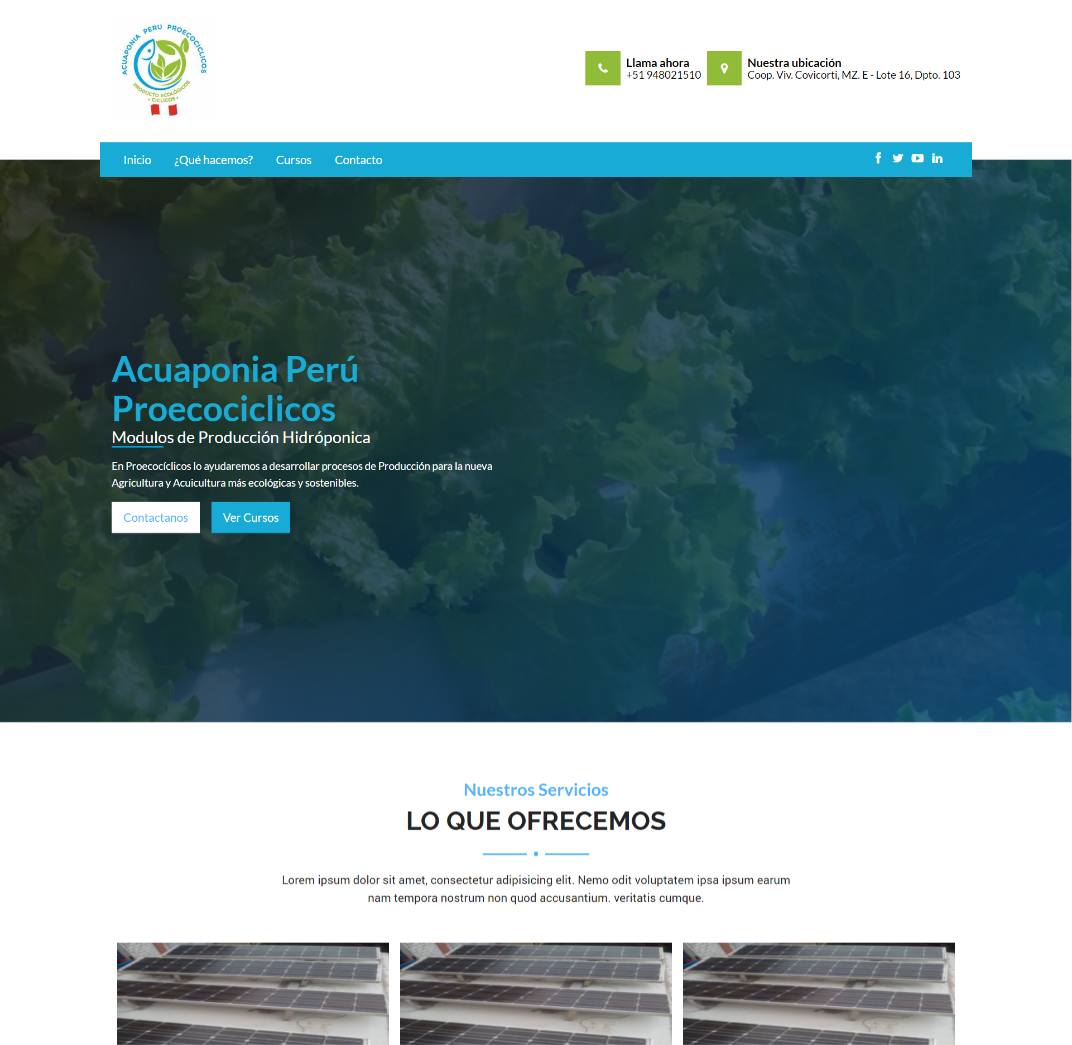 ACUAPONIA PERU PROECOCICLICOS
PRODUCTO ECOLÓGICOS
CICLICOS
Llama ahora
+51 948021510
Nuestra ubicación
Coop. Viv. Covicorti, MZ. E - Lote 16, Dpto. 103
Inicio ¿Qué hacemos? Cursos Contacto
Acuaponia Perú
Proecociclicos
Modulos de Producción Hidróponica
En Proecocíclicos lo ayudaremos a desarrollar procesos de Producción para la nueva
Agricultura y Acuicultura más ecológicas y sostenibles.
Contactanos Ver Cursos
Nuestros Servicios
LO QUE OFRECEMOS
Lorem ipsum dolor sit amet, consectetur adipisicing elit. Nemo odit voluptatem ipsa ipsum earum
nam tempora nostrum non quod accusantium. veritatis cumque.